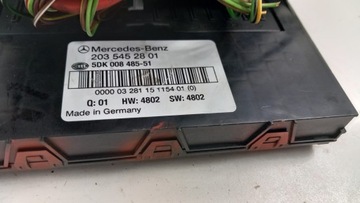 Mercedes-Benz
203 545 28 01
5DK 008 485-51
0000 03 281 15 1154 01 (0)
Q: 01 HW: 4802 SW: 4802
Made in Germany